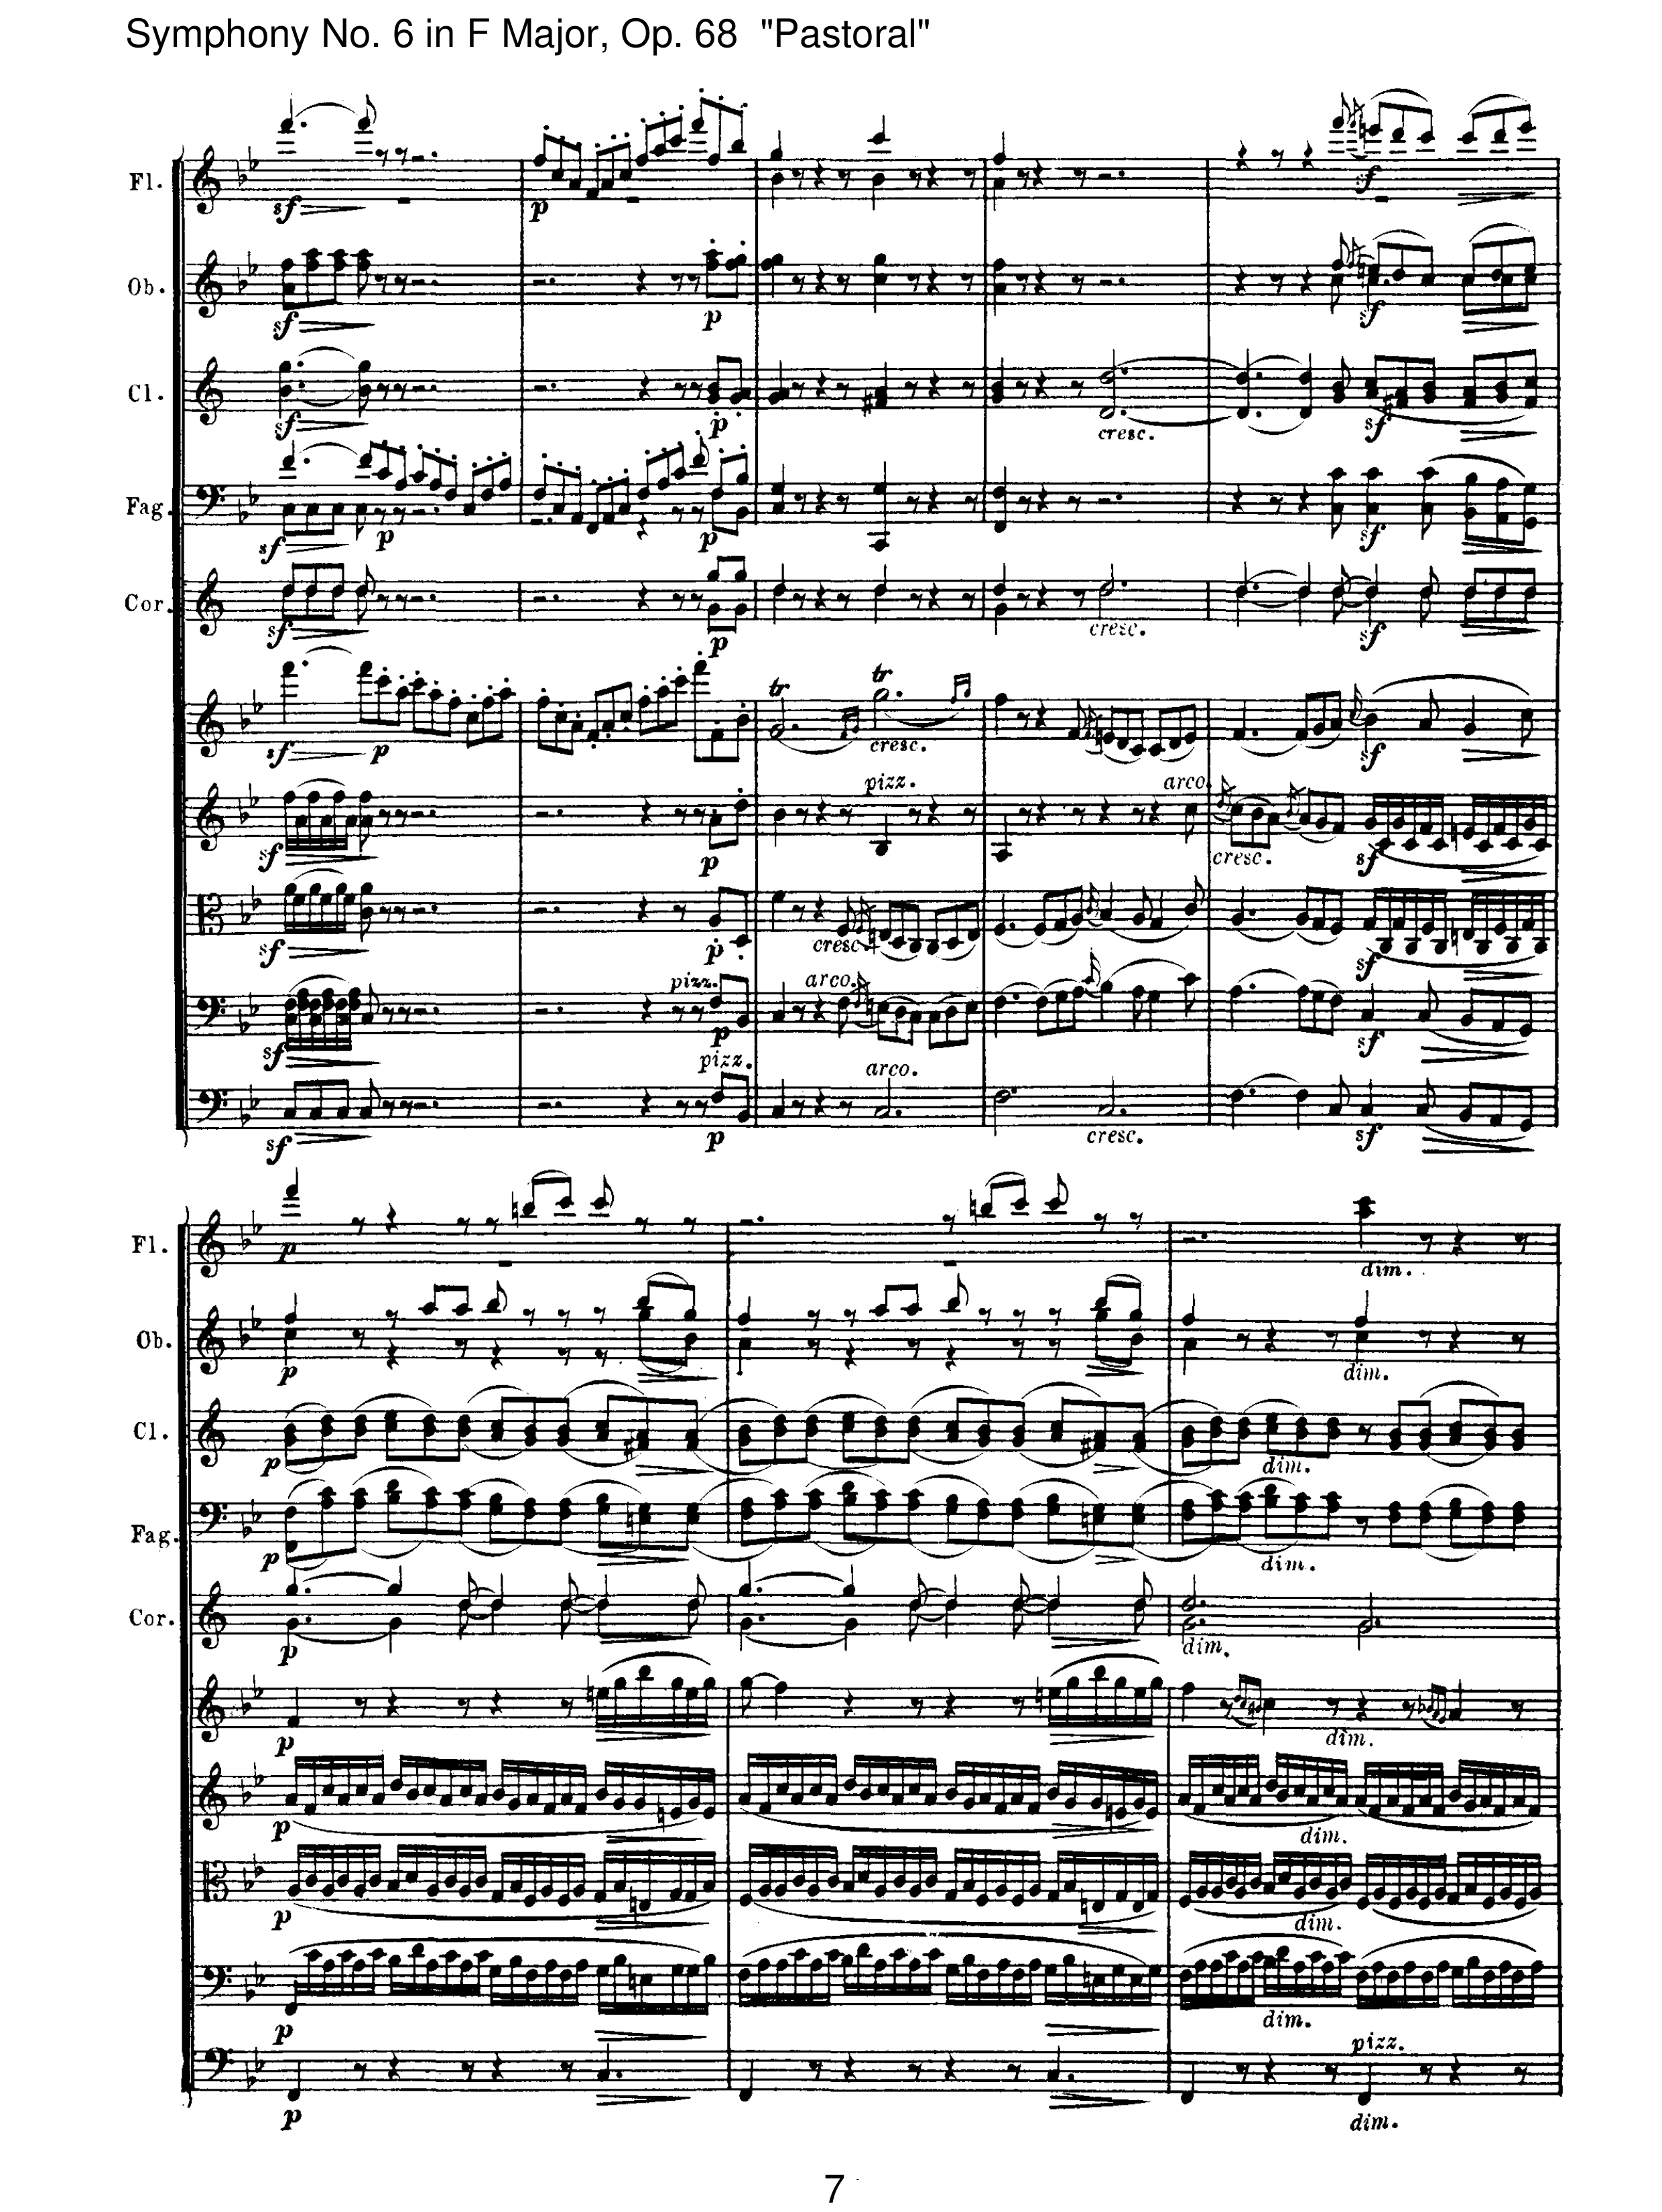 Symphony No. 6 in F Major, Op. 68 "Pastoral"
Fl.
sf p sf
Ob.
sf p sf
Cl.
sf p cresc. sf
Fag.
sf p p sf
Cor.
sf p cresc. sf
sf p tr tr cresc. sf
pizz. arco.
sf p cresc. sf
sf p cresc. sf
pizz. arco.
sf p sf
pizz. arco.
sf p cresc. sf
Fl.
p dim.
Ob.
p dim.
Cl.
p dim.
Fag.
p dim.
Cor.
p dim.
p dim.
p dim.
p dim.
p dim.
pizz.
p dim.
7